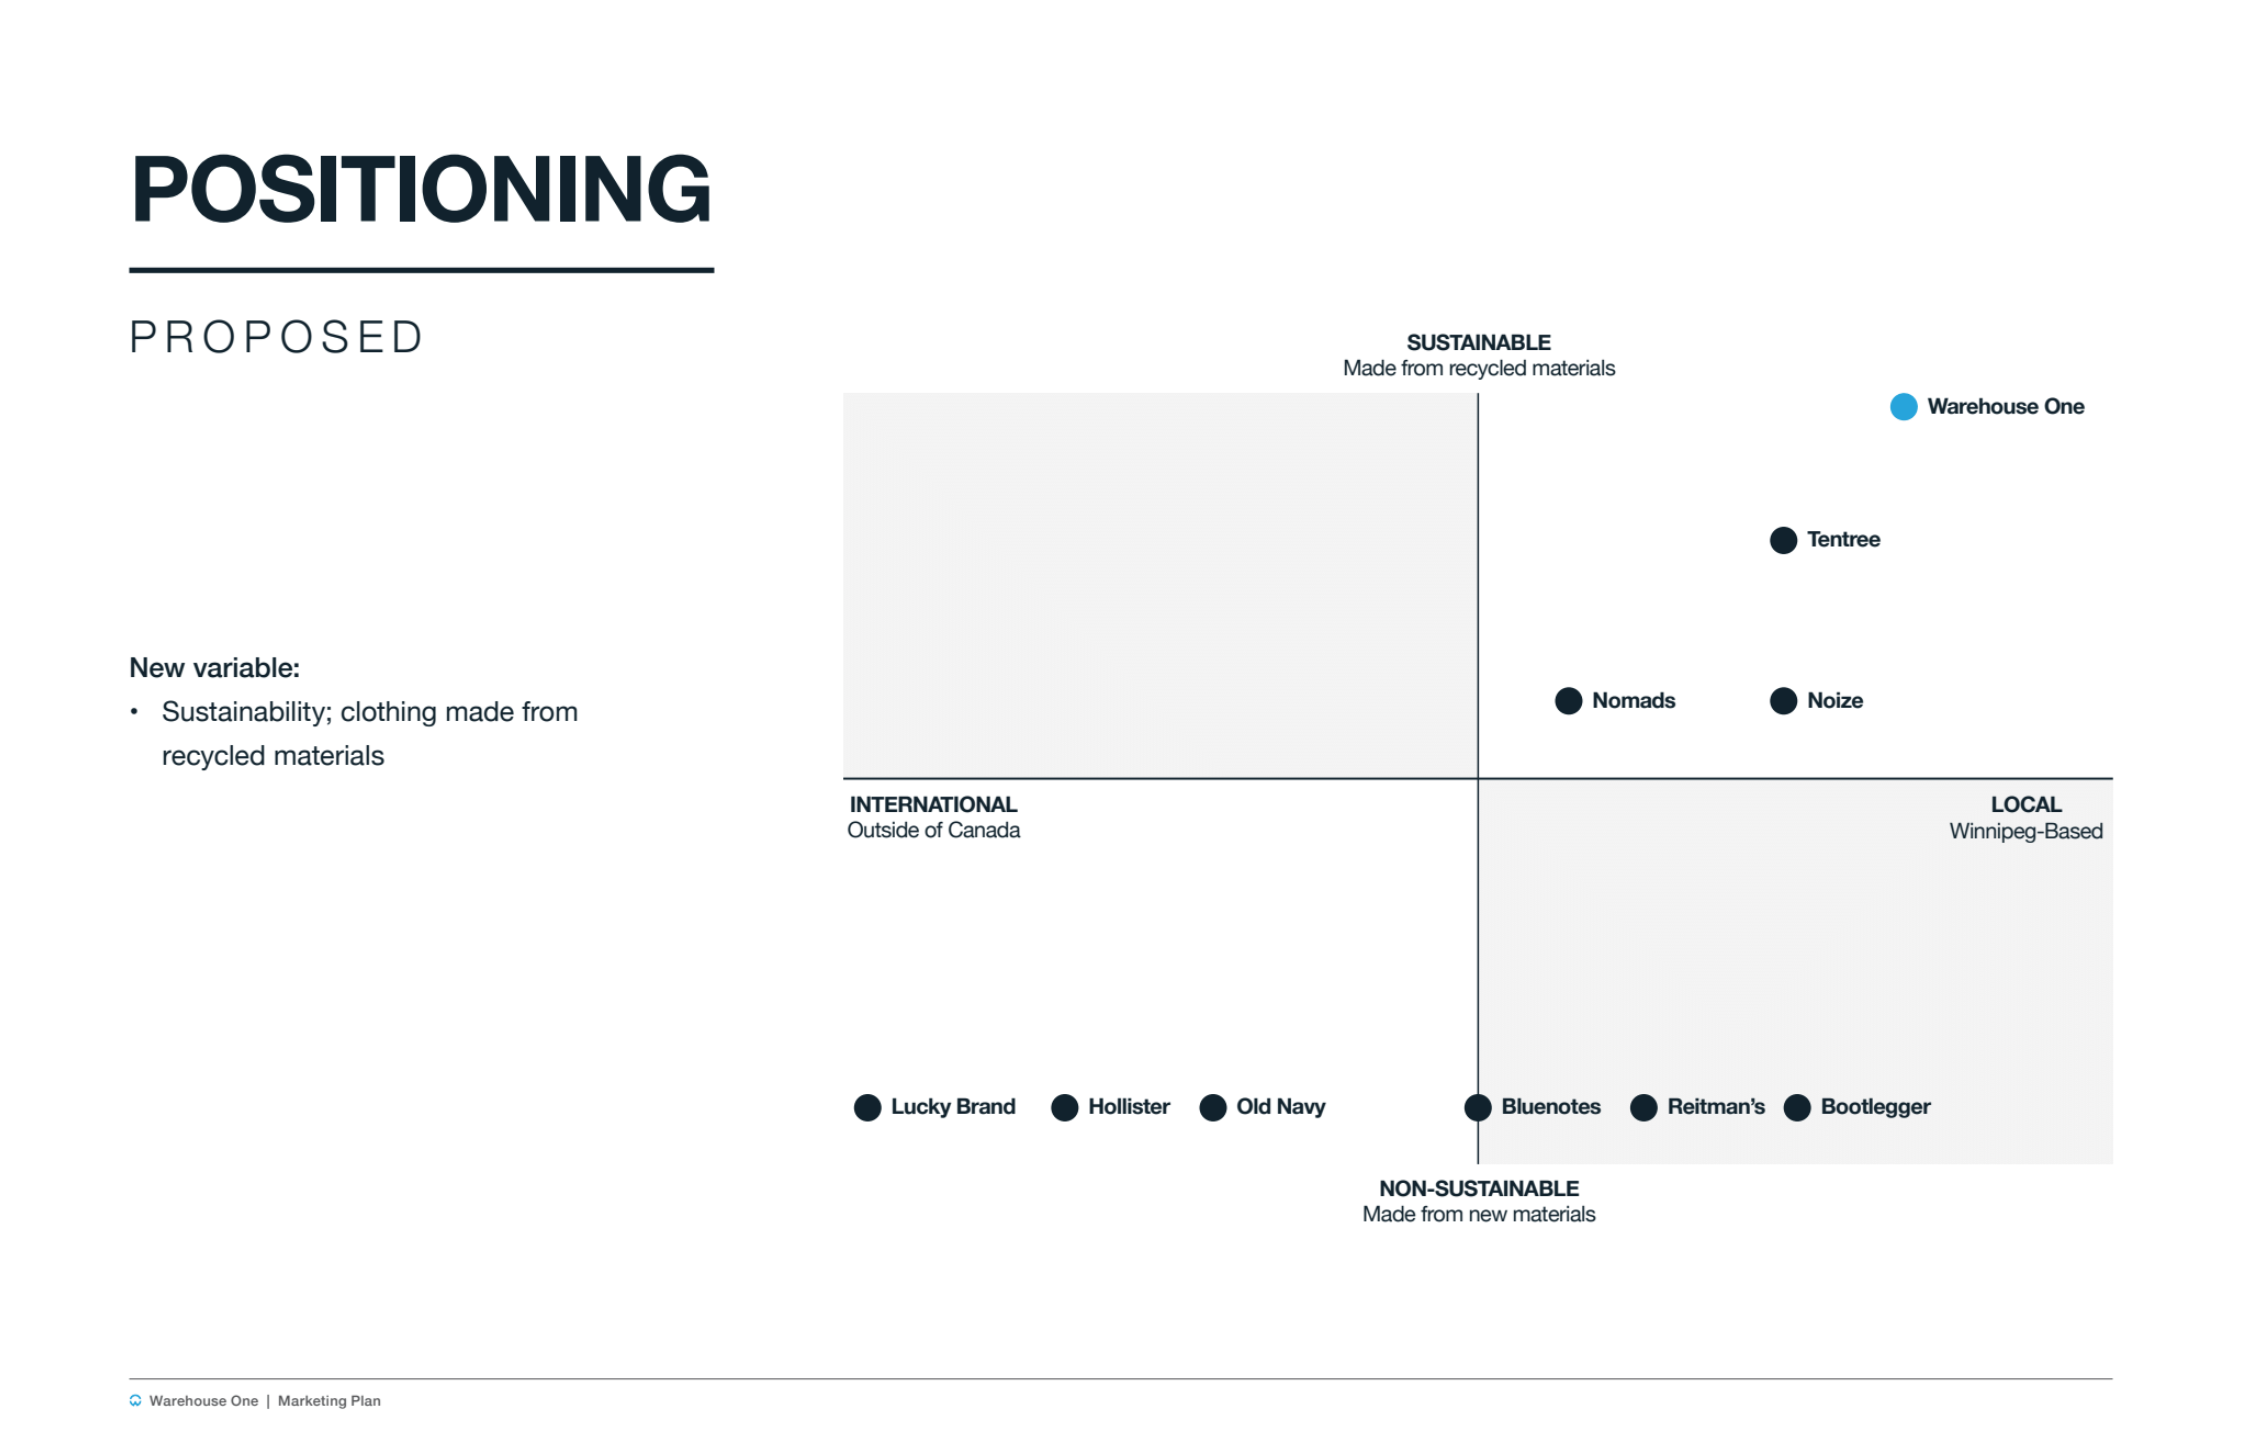 POSITIONING
PROPOSED
New variable:
• Sustainability; clothing made from
recycled materials
SUSTAINABLE
Made from recycled materials
Warehouse One
Tentree
Nomads
Noize
INTERNATIONAL
Outside of Canada
LOCAL
Winnipeg-Based
Lucky Brand
Hollister
Old Navy
Bluenotes
Reitman’s
Bootlegger
NON-SUSTAINABLE
Made from new materials
Warehouse One | Marketing Plan